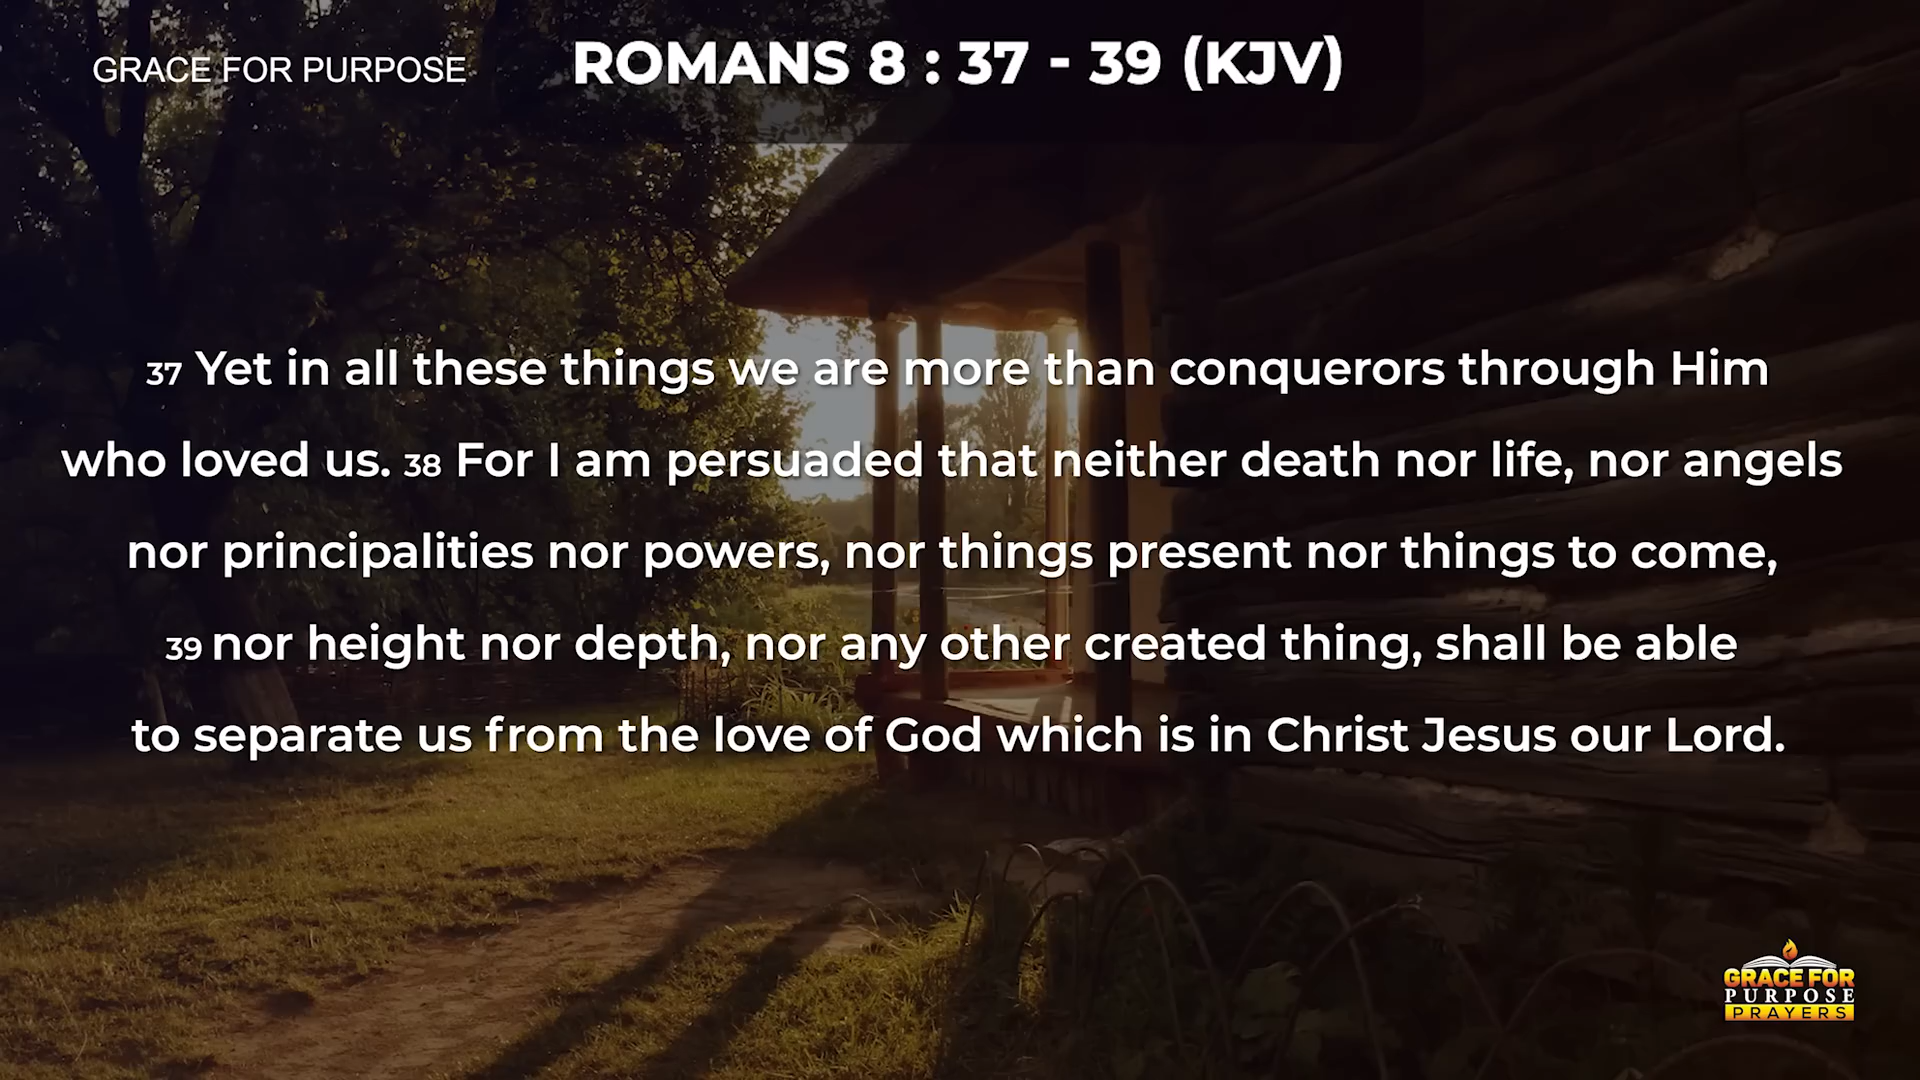 GRACE FOR PURPOSE
ROMANS 8 : 37 - 39 (KJV)
37 Yet in all these things we are more than conquerors through Him
who loved us. 38 For I am persuaded that neither death nor life, nor angels
nor principalities nor powers, nor things present nor things to come,
39 nor height nor depth, nor any other created thing, shall be able
to separate us from the love of God which is in Christ Jesus our Lord.
GRACE FOR
PURPOSE
PRAYERS